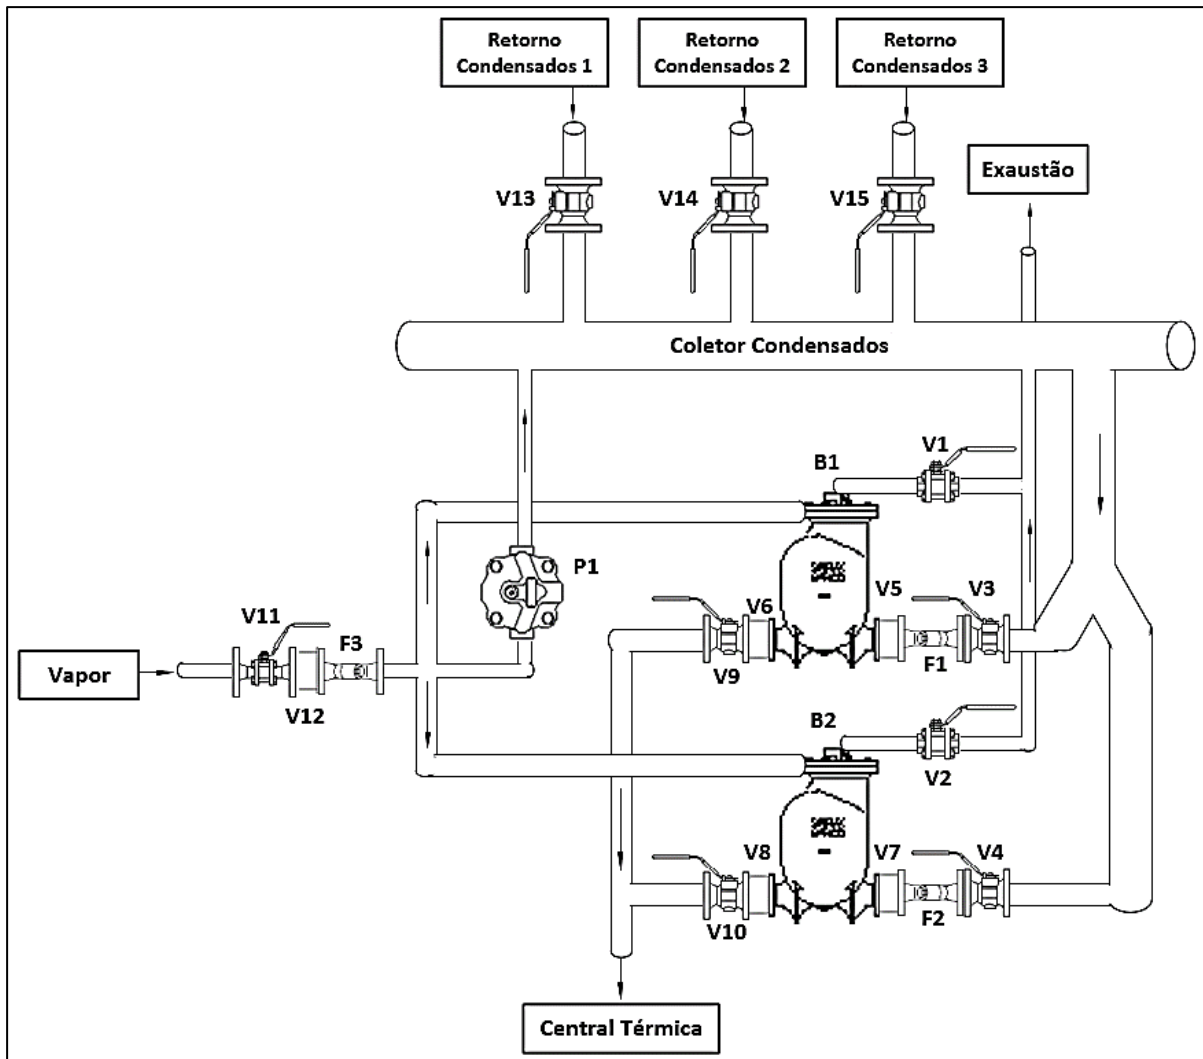 Retorno
Condensados 1
Retorno
Condensados 2
Retorno
Condensados 3
Exaustão
V13
V14
V15
Coletor Condensados
V1
B1
P1
V5
V3
V6
V11
F3
F1
Vapor
V9
V12
B2
V2
V8
V7
V4
F2
V10
Central Térmica